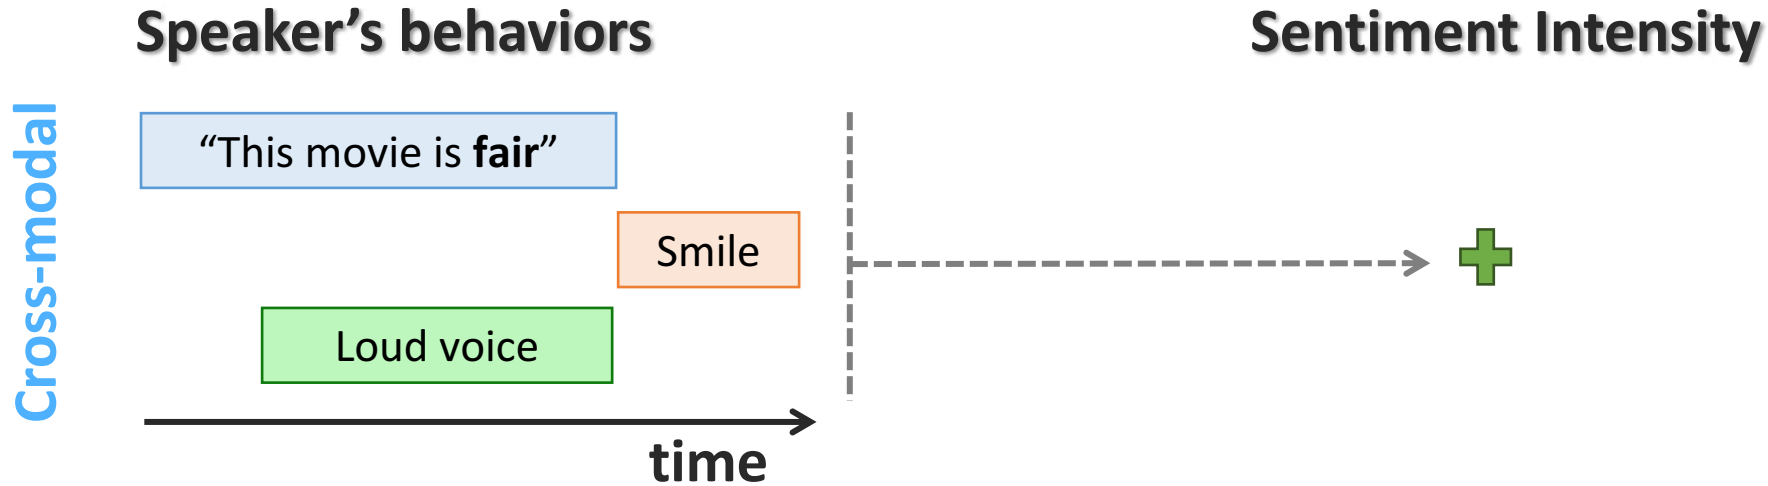 Speaker’s behaviors
Sentiment Intensity
Cross-modal
“This movie is fair”
Smile
Loud voice
time